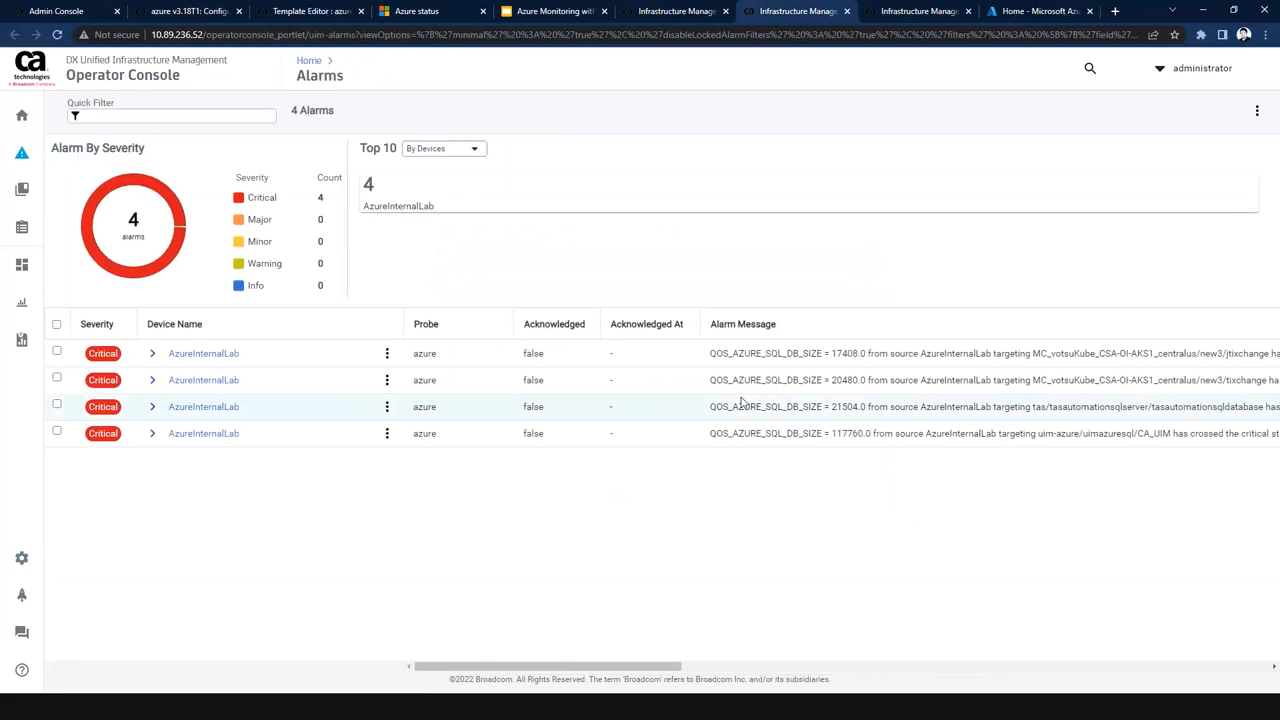 Admin Console
azure v3.18T1: Config
Template Editor : azur
Azure status
Azure Monitoring with
Infrastructure Manage
Infrastructure Manage
Infrastructure Manage
Home - Microsoft Azu
Not secure 10.89.236.52/operatorconsole_portlet/uim-alarms?viewOptions=%7B%27minimal%27%20%3A%20%27true%27%2C%20%27disableLockedAlarmFilters%27%20%3A%20%27true%27%2C%20%27filters%27%20%3A%20%5B%7B%27field%27...
ca
technologies
A Broadcom Company
DX Unified Infrastructure Management
Operator Console
Home >
Alarms
administrator
Quick Filter
4 Alarms
Alarm By Severity
4
alarms
Severity Count
Critical 4
Major 0
Minor 0
Warning 0
Info 0
Top 10 By Devices
4
AzureInternalLab
Severity Device Name Probe Acknowledged Acknowledged At Alarm Message
Critical AzureInternalLab azure false - QOS_AZURE_SQL_DB_SIZE = 17408.0 from source AzureInternalLab targeting MC_votsuKube_CSA-OI-AKS1_centralus/new3/jtixchange ha
Critical AzureInternalLab azure false - QOS_AZURE_SQL_DB_SIZE = 20480.0 from source AzureInternalLab targeting MC_votsuKube_CSA-OI-AKS1_centralus/new3/tixchange ha
Critical AzureInternalLab azure false - QOS_AZURE_SQL_DB_SIZE = 21504.0 from source AzureInternalLab targeting tas/tasautomationsqlserver/tasautomationsqldatabase has
Critical AzureInternalLab azure false - QOS_AZURE_SQL_DB_SIZE = 117760.0 from source AzureInternalLab targeting uim-azure/uimazuresql/CA_UIM has crossed the critical st
©2022 Broadcom. All Rights Reserved. The term 'Broadcom' refers to Broadcom Inc. and/or its subsidiaries.